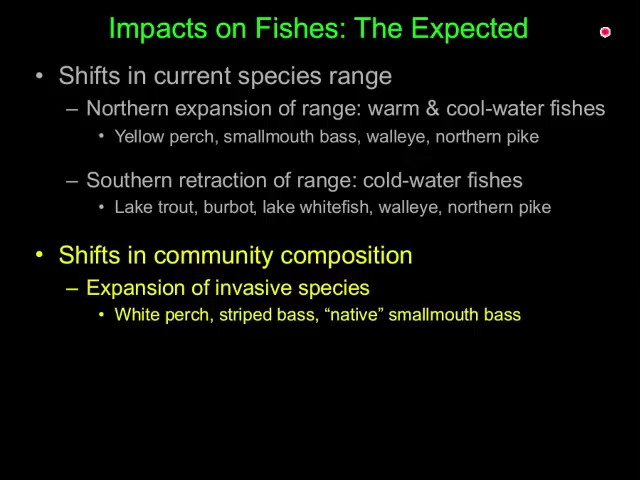 Impacts on Fishes: The Expected
• Shifts in current species range
– Northern expansion of range: warm & cool-water fishes
• Yellow perch, smallmouth bass, walleye, northern pike
– Southern retraction of range: cold-water fishes
• Lake trout, burbot, lake whitefish, walleye, northern pike
• Shifts in community composition
– Expansion of invasive species
• White perch, striped bass, “native” smallmouth bass